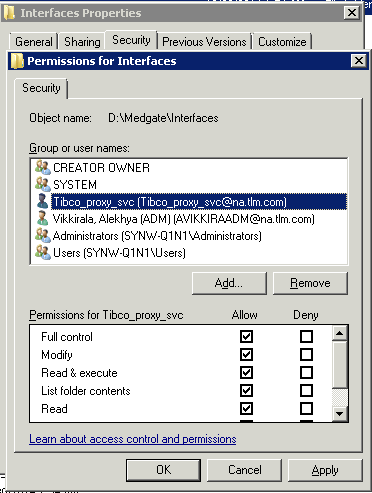 Interfaces Properties
General Sharing Security Previous Versions Customize
Permissions for Interfaces
Security
Object name: D:\Medgate\Interfaces
Group or user names:
CREATOR OWNER
SYSTEM
Tibco_proxy_svc (Tibco_proxy_svc@na.tlm.com)
Vikkirala, Alekhya (ADM) (AVIKKIRAADM@na.tlm.com)
Administrators (SYNW-Q1N1\Administrators)
Users (SYNW-Q1N1\Users)
Add... Remove
Permissions for Tibco_proxy_svc Allow Deny
Full control
Modify
Read & execute
List folder contents
Read
Learn about access control and permissions
OK Cancel Apply